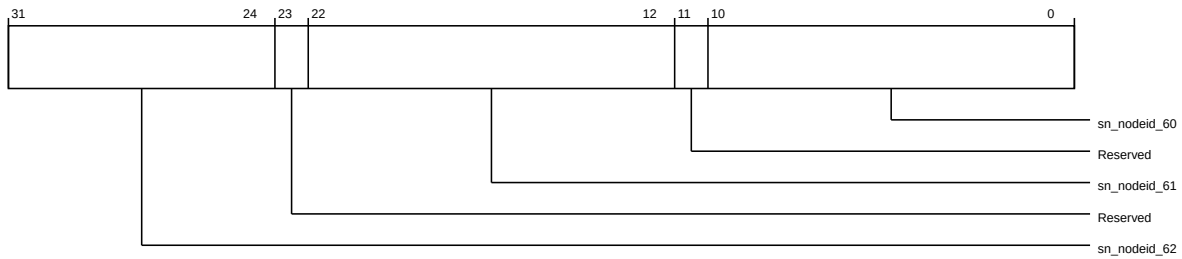 31 24 23 22 12 11 10 0
sn_nodeid_60
Reserved
sn_nodeid_61
Reserved
sn_nodeid_62